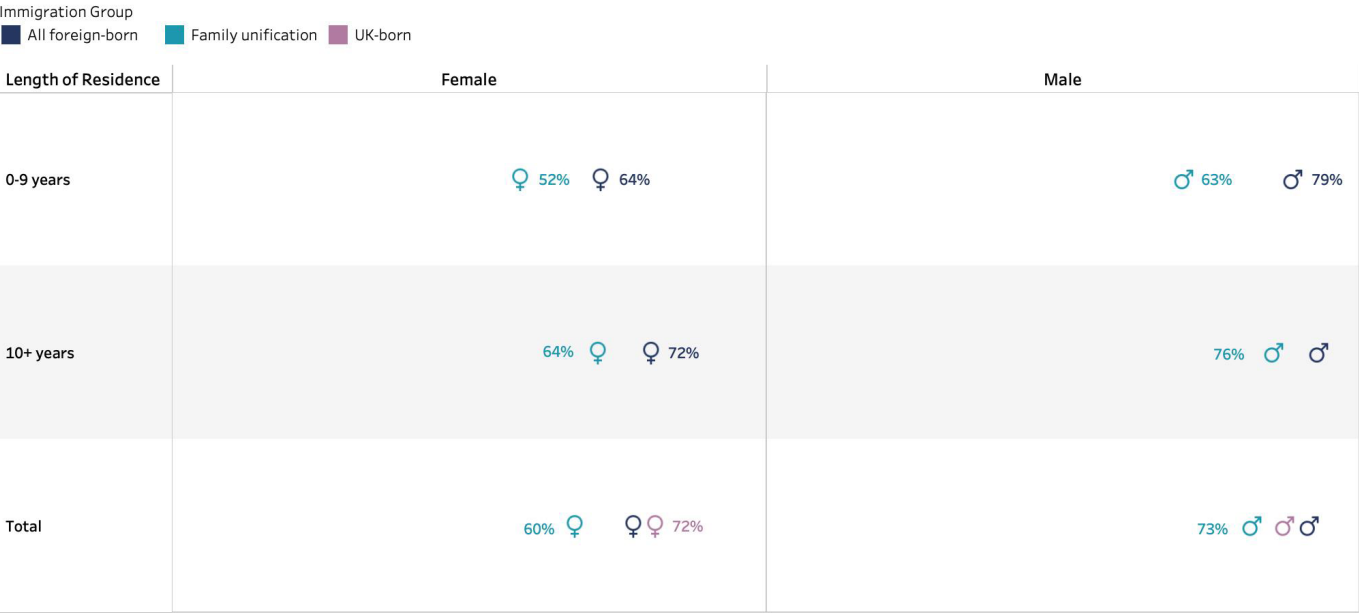 Immigration Group
All foreign-born Family unification UK-born
Length of Residence Female Male
0-9 years 52% 64% 63% 79%
10+ years 64% 72% 76%
Total 60% 72% 73%